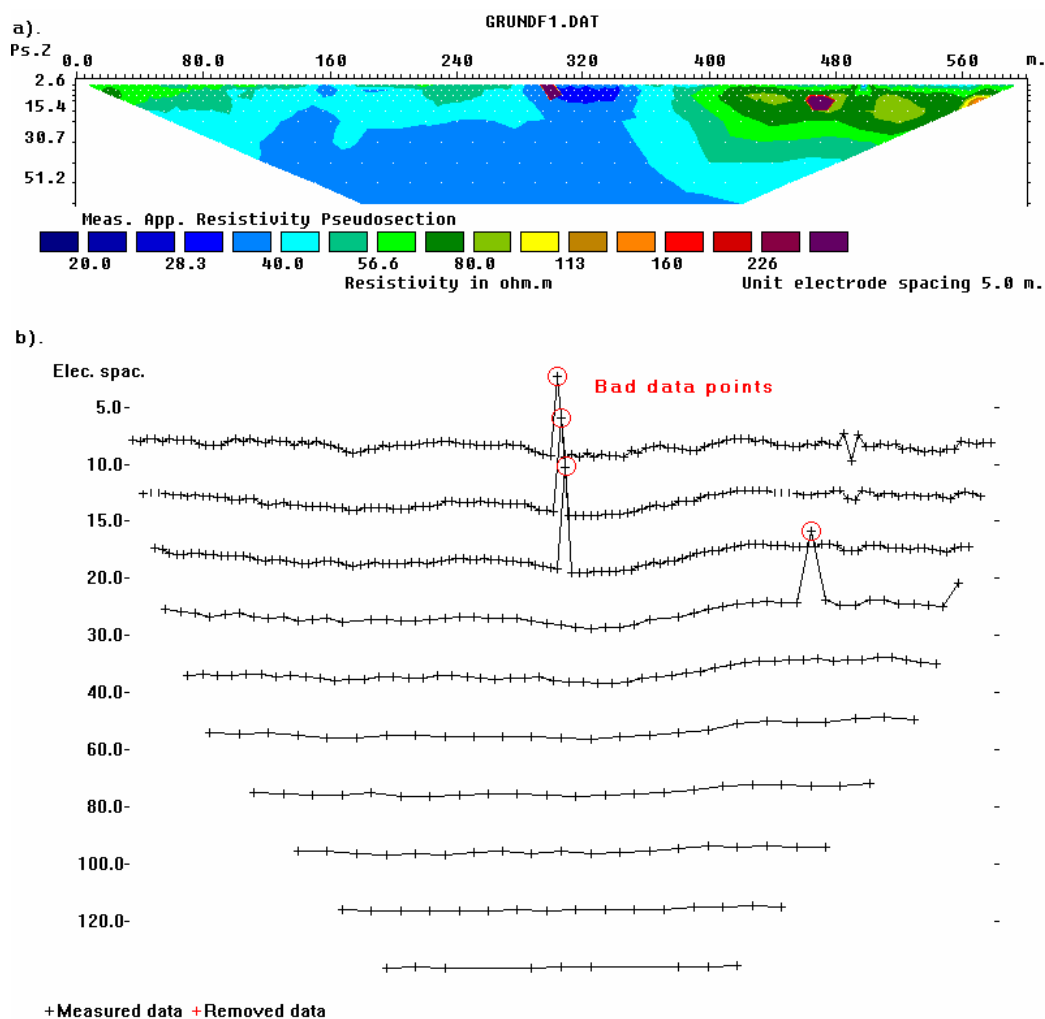 a).
GRUNDF1.DAT
Ps.Z 0.0 80.0 160 240 320 400 480 560 m.
2.6
15.4
30.7
51.2
Meas. App. Resistivity Pseudosection
20.0 28.3 40.0 56.6 80.0 113 160 226
Resistivity in ohm.m Unit electrode spacing 5.0 m.
b).
Elec. spac.
Bad data points
5.0-
10.0-
15.0-
20.0-
30.0-
40.0-
60.0-
80.0-
100.0-
120.0-
+Measured data +Removed data